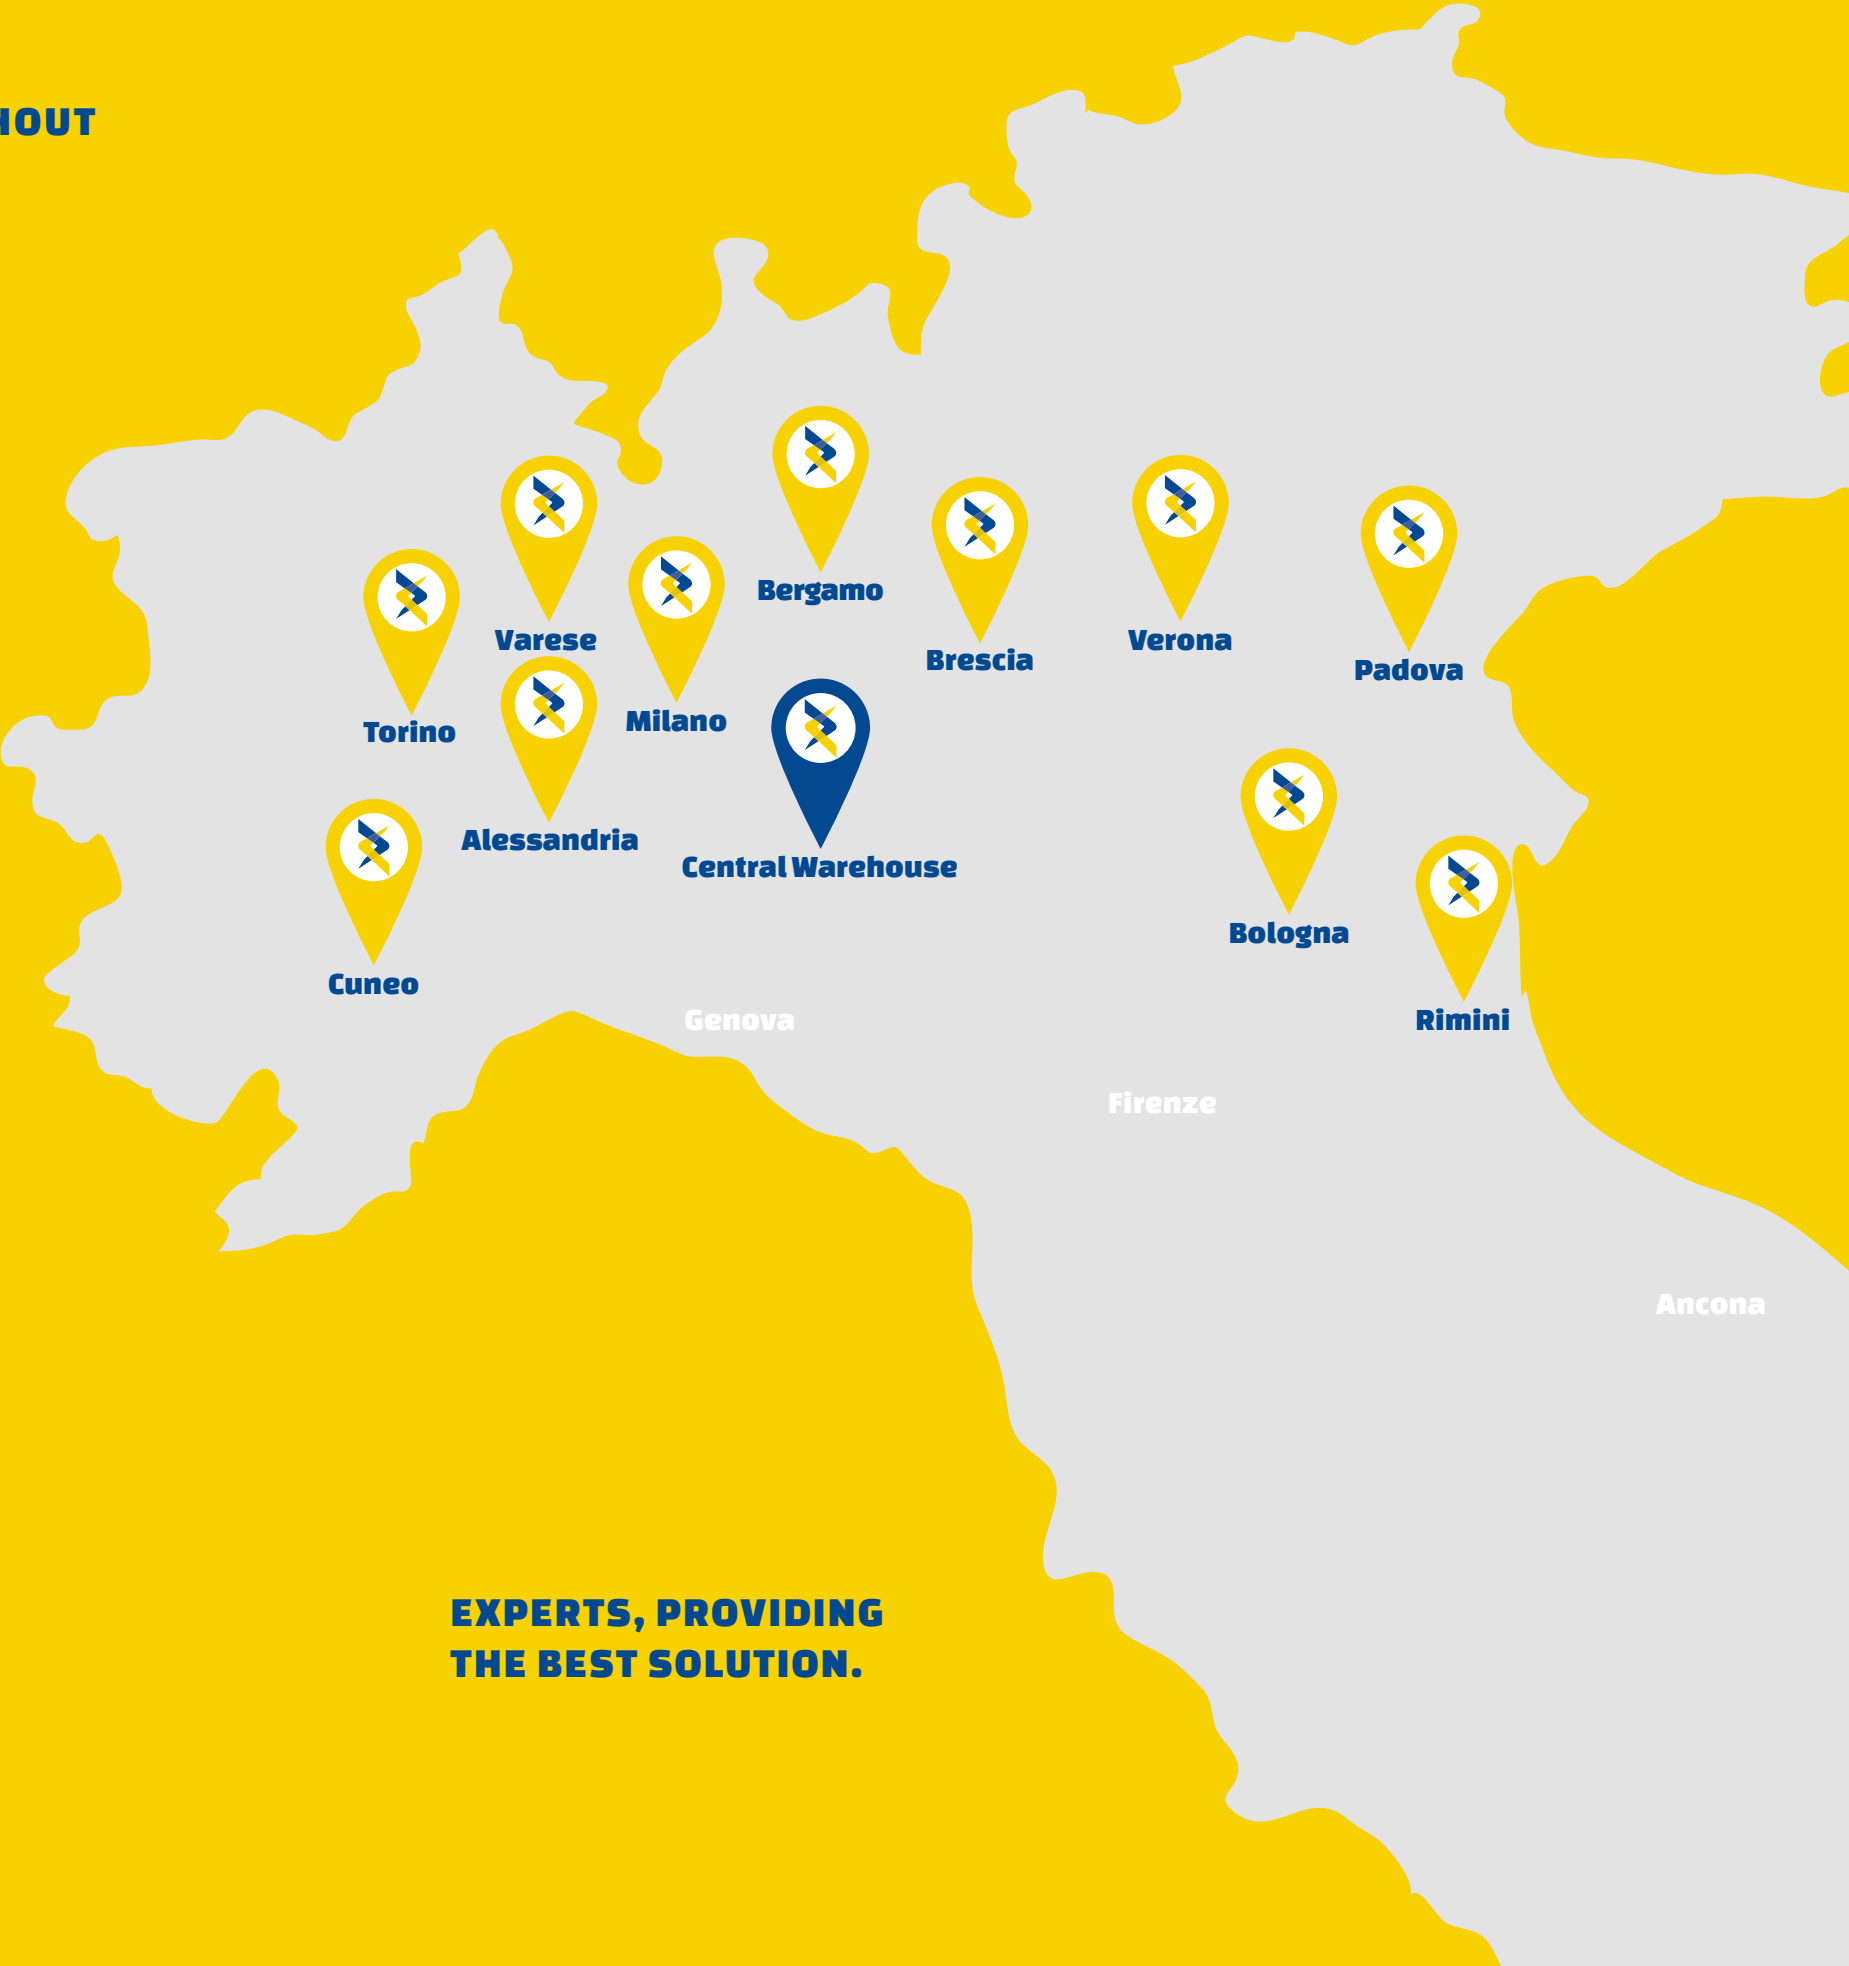 HOUT
Bergamo
Varese
Verona
Brescia
Padova
Milano
Torino
Alessandria
Central Warehouse
Bologna
Cuneo
Genova
Rimini
Firenze
Ancona
EXPERTS, PROVIDING
THE BEST SOLUTION.